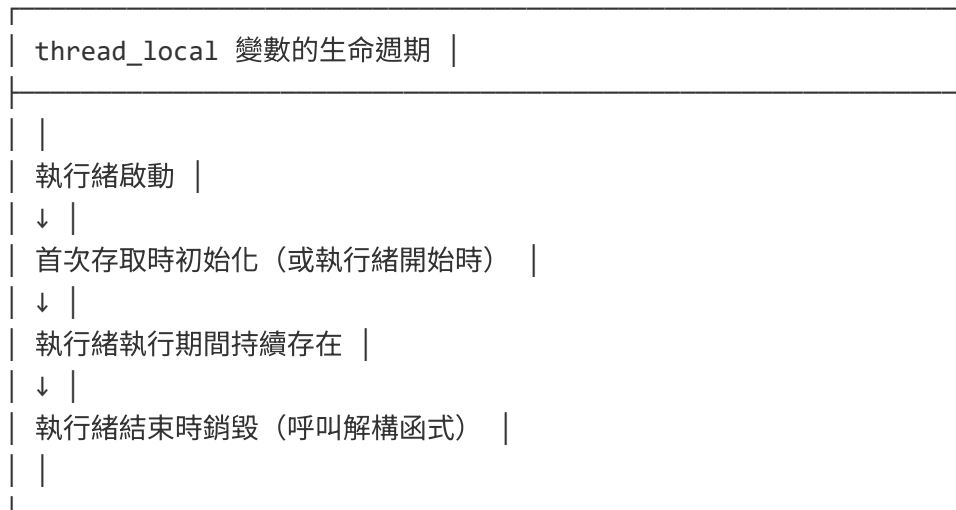 ┌──────────────────────────────────────────────────────────────
│ thread_local 變數的生命週期 │
├──────────────────────────────────────────────────────────────
│ │
│ 執行緒啟動 │
│ ↓ │
│ 首次存取時初始化（或執行緒開始時） │
│ ↓ │
│ 執行緒執行期間持續存在 │
│ ↓ │
│ 執行緒結束時銷毀（呼叫解構函式） │
│ │